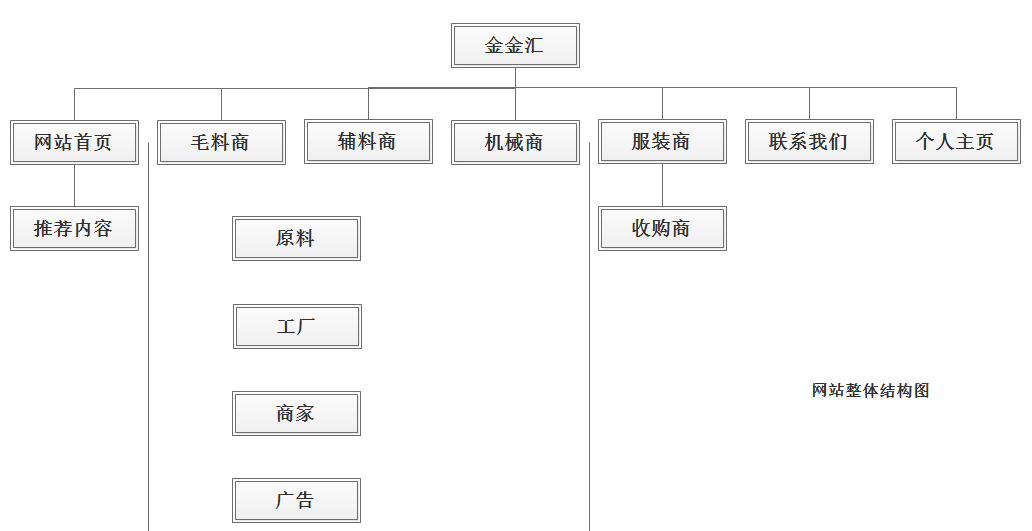 金金汇
网站首页
毛料商
辅料商
机械商
服装商
联系我们
个人主页
推荐内容
原料
收购商
工厂
网站整体结构图
商家
广告